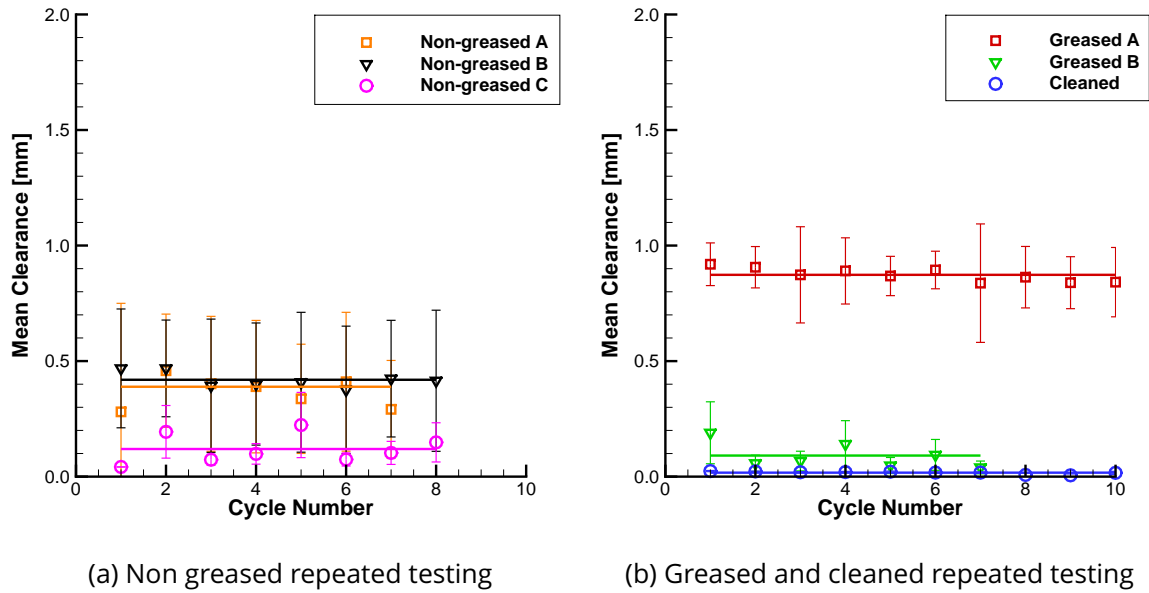 2.0
1.5
1.0
0.5
0.0
0
2
4
6
8
10
Mean Clearance [mm]
Cycle Number
Non-greased A
Non-greased B
Non-greased C
(a) Non greased repeated testing
2.0
1.5
1.0
0.5
0.0
0
2
4
6
8
10
Mean Clearance [mm]
Cycle Number
Greased A
Greased B
Cleaned
(b) Greased and cleaned repeated testing